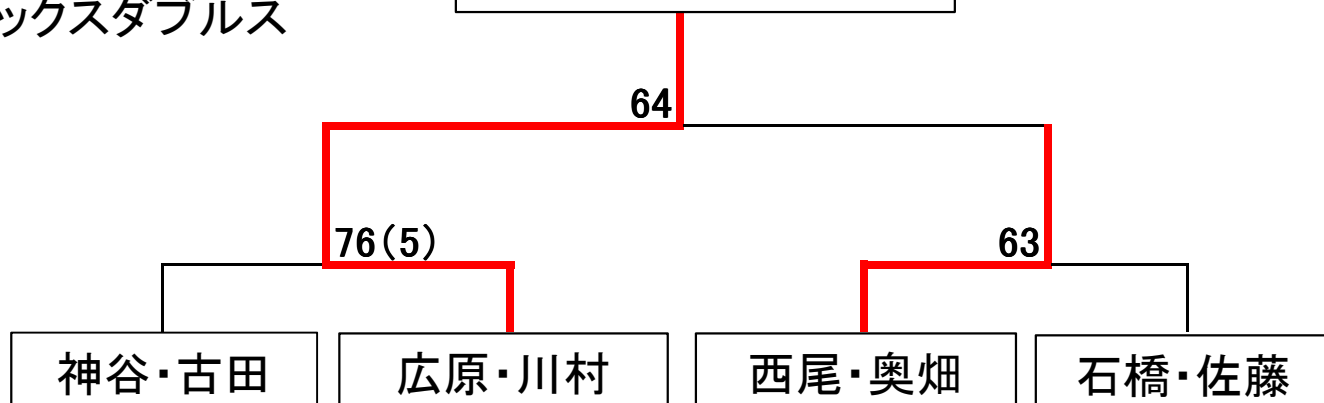 ックスダブルス
64
76(5)
63
神谷・古田
広原・川村
西尾・奥畑
石橋・佐藤